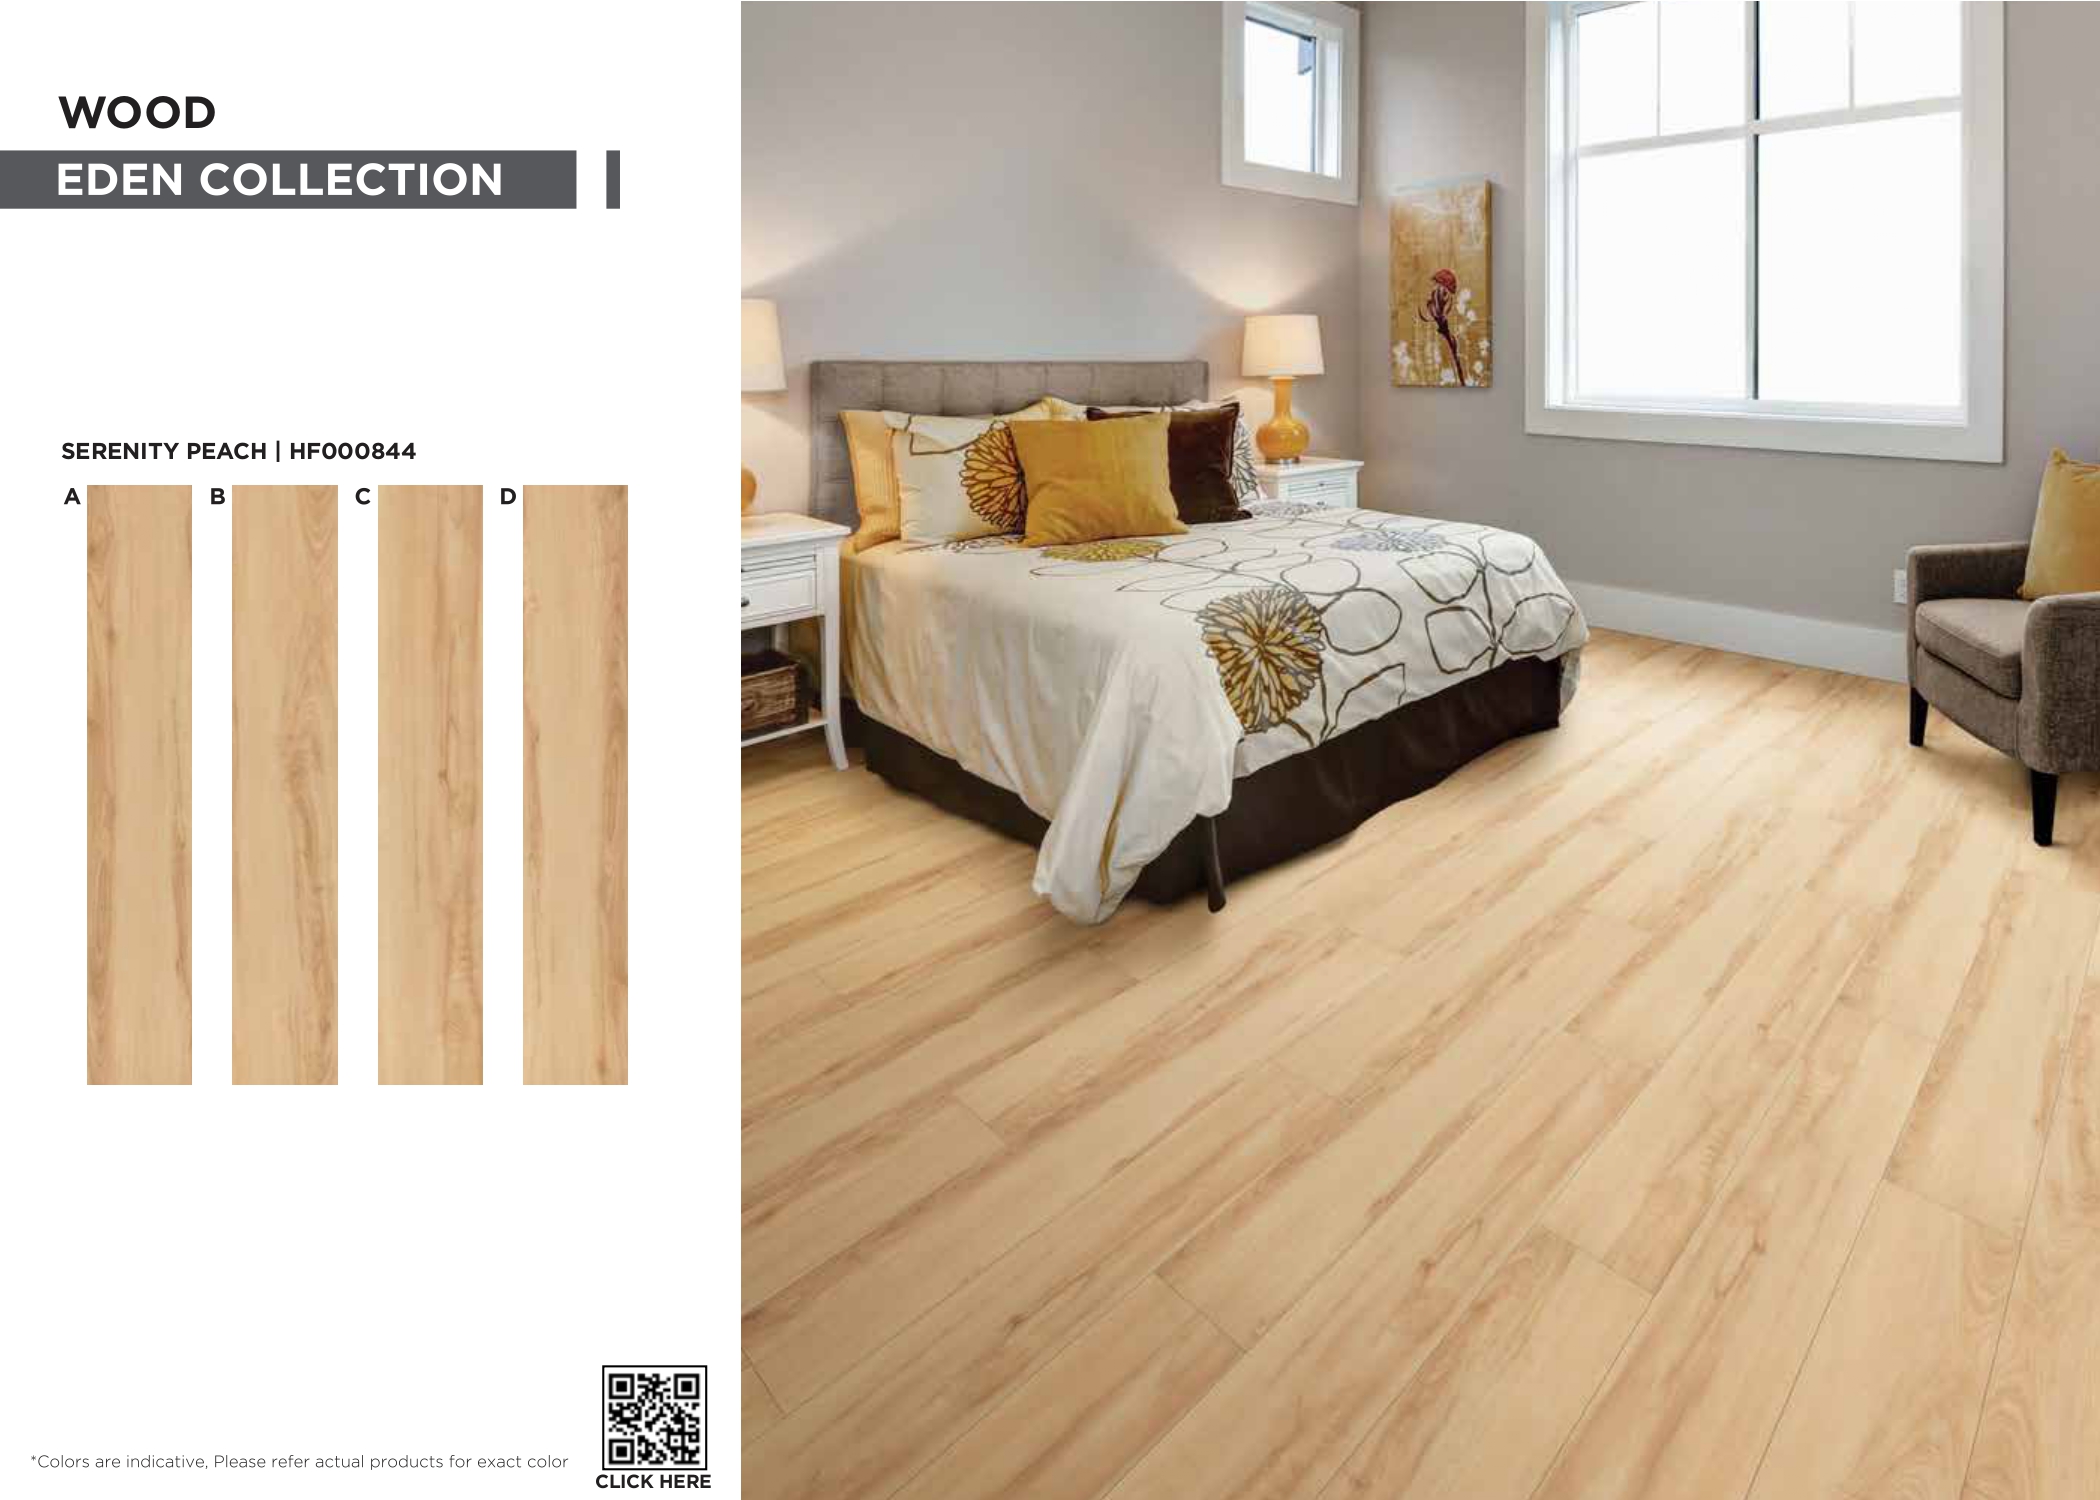 WOOD
EDEN COLLECTION
SERENITY PEACH | HF000844
A
B
C
D
*Colors are indicative, Please refer actual products for exact color
CLICK HERE